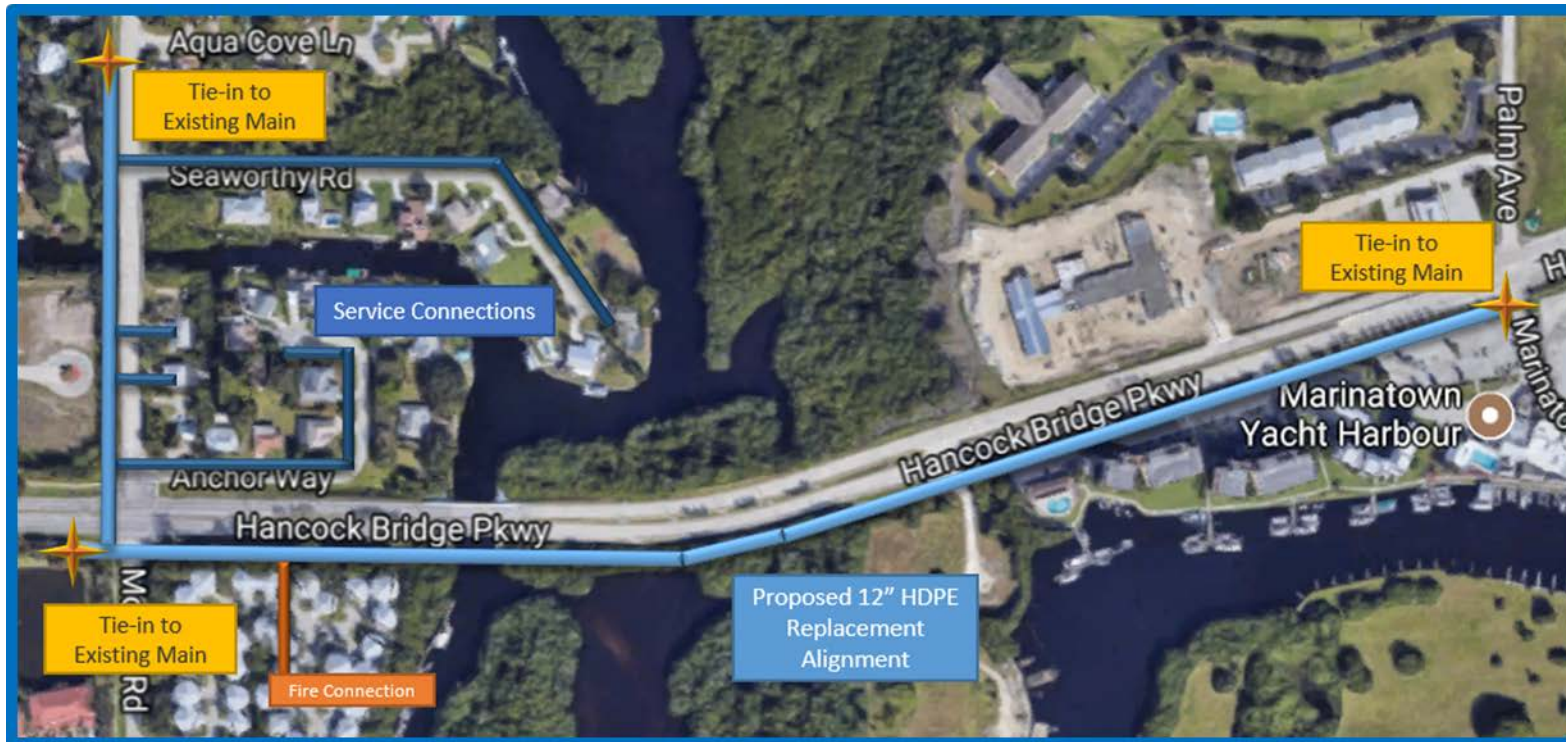 Aqua Cove Ln
Tie-in to
Existing Main
Seaworthy Rd
Palm Ave
Tie-in to
Existing Main
Service Connections
H
Marinato
Hancock Bridge Pkwy
Marinatown
Yacht Harbour
Anchor Way
Hancock Bridge Pkwy
Proposed 12" HDPE
Replacement
Alignment
Tie-in to
Existing Main
Rd
Fire Connection